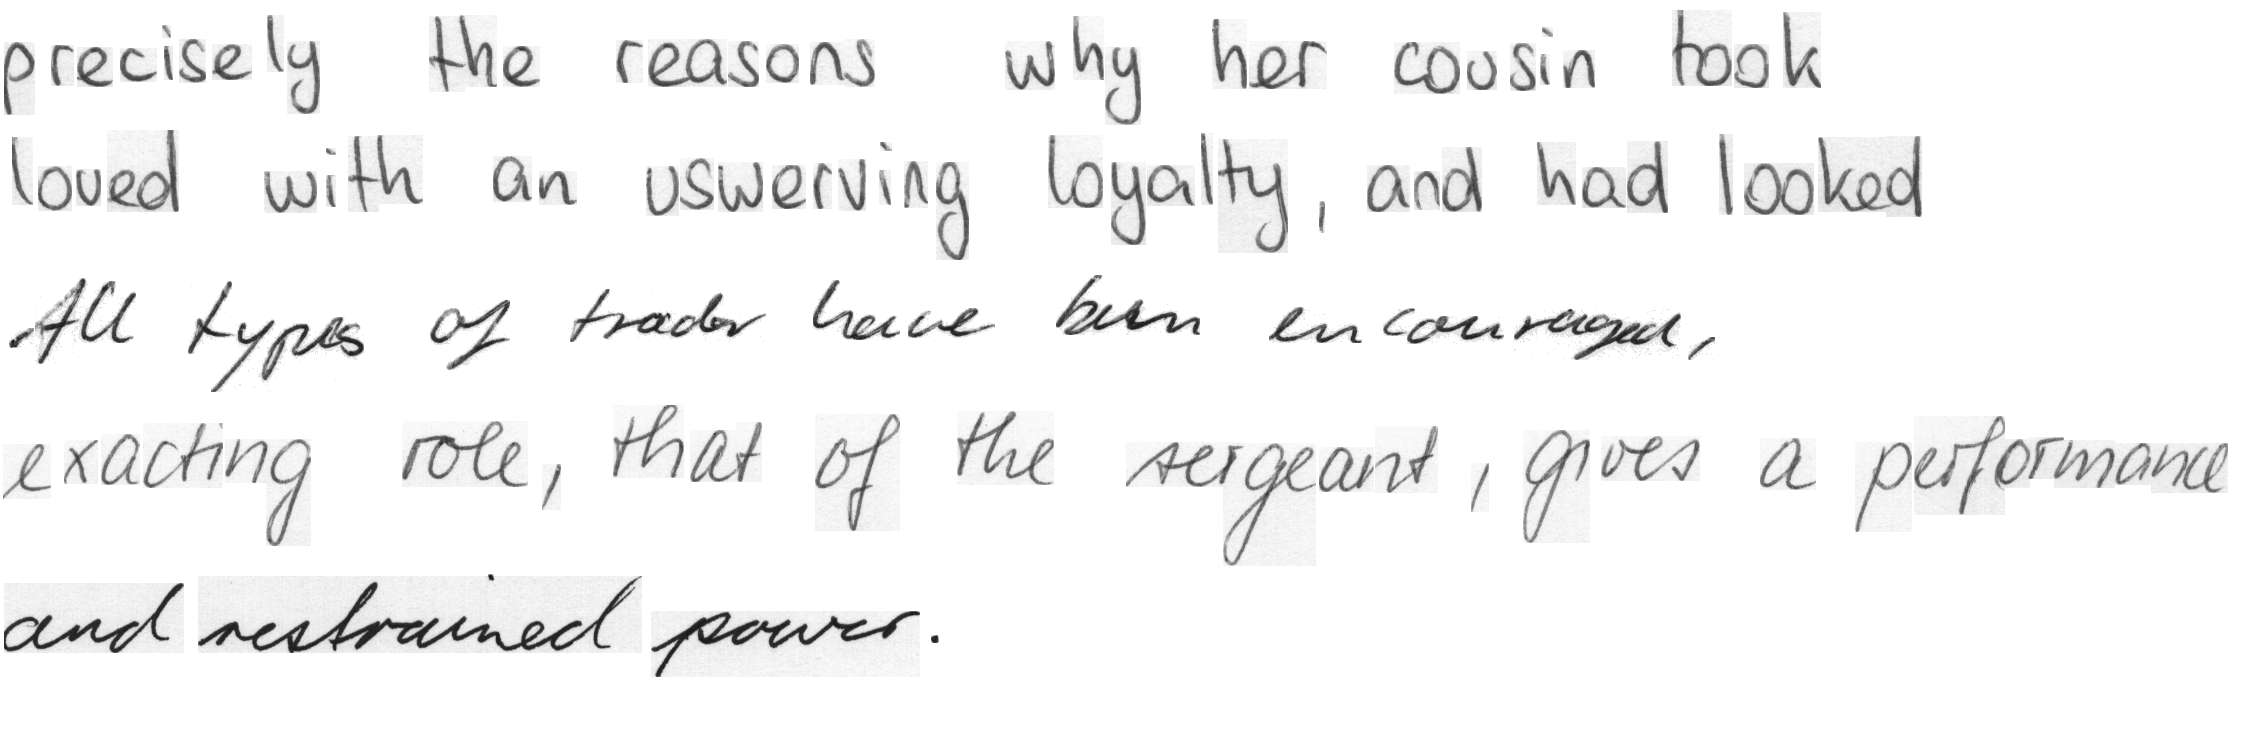 precisely the reasons why her cousin took
loved with an uswerving loyalty, and had looked
All types of trader have been encouraged,
exacting role, that of the sergeant, gives a performance
and restrained power.